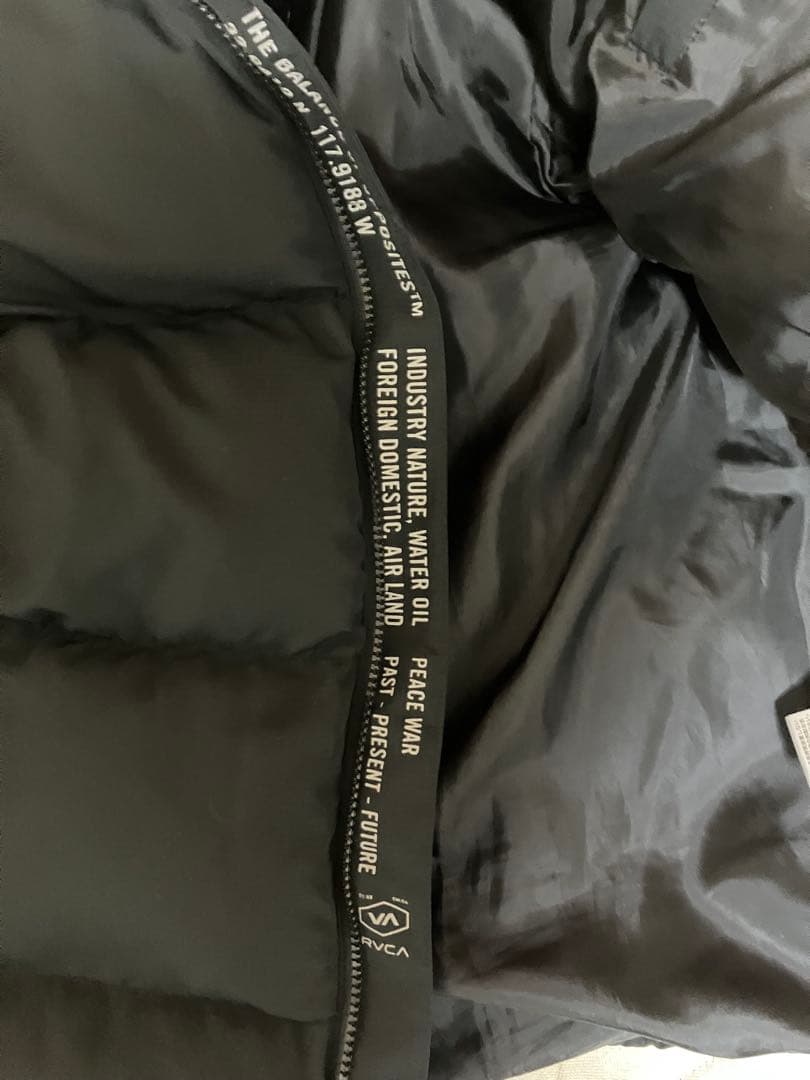 THE BALANCE OPPOSITES™
N 117.9188 W
INDUSTRY NATURE, WATER OIL
FOREIGN DOMESTIC, AIR LAND
PEACE WAR
PAST - PRESENT - FUTURE
VA
RVCA